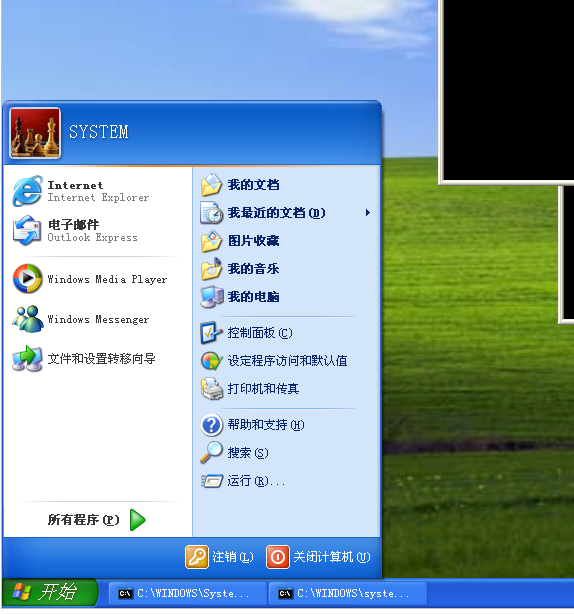 SYSTEM
Internet
Internet Explorer
电子邮件
Outlook Express
Windows Media Player
Windows Messenger
文件和设置转移向导
所有程序(P)
我的文档
我最近的文档(D)
图片收藏
我的音乐
我的电脑
控制面板(C)
设定程序访问和默认值
打印机和传真
帮助和支持(H)
搜索(S)
运行(R)...
注销(L)
关闭计算机(U)
开始
C:\WINDOWS\Syste...
C:\WINDOWS\syste...